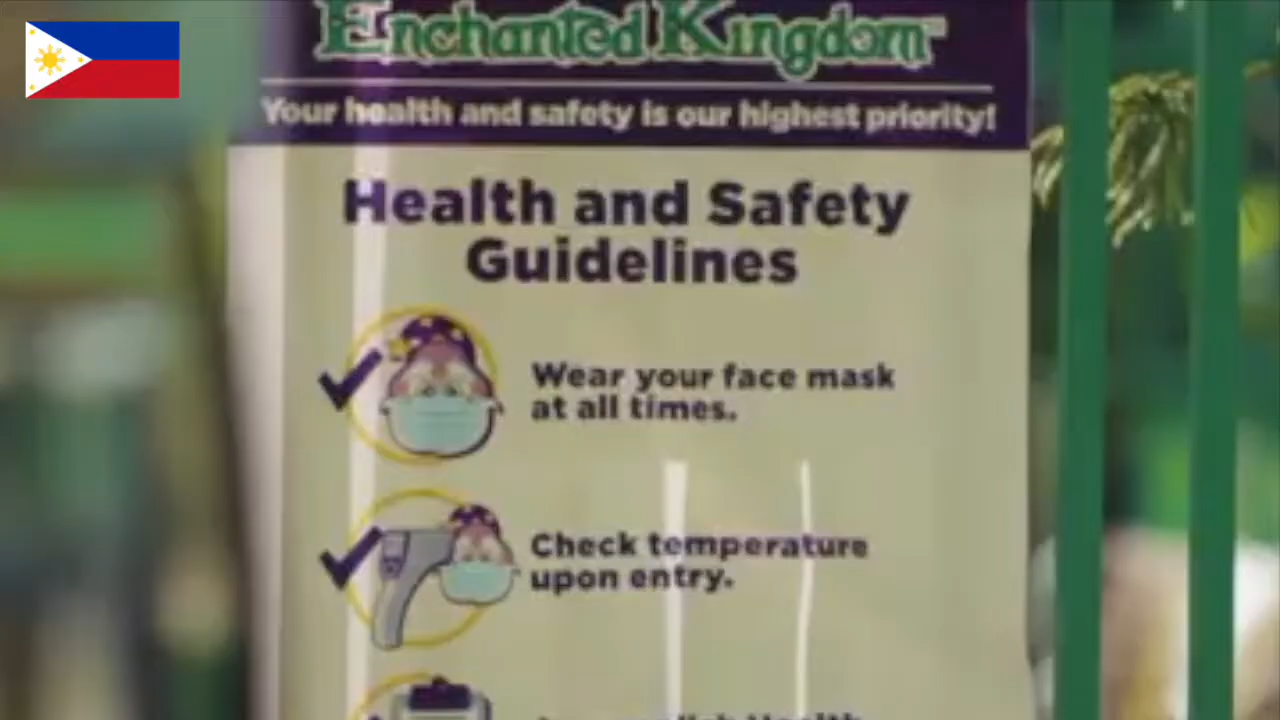 Enchanted Kingdom
Your health and safety is our highest priority!
Health and Safety
Guidelines
Wear your face mask
at all times.
Check temperature
upon entry.
Health